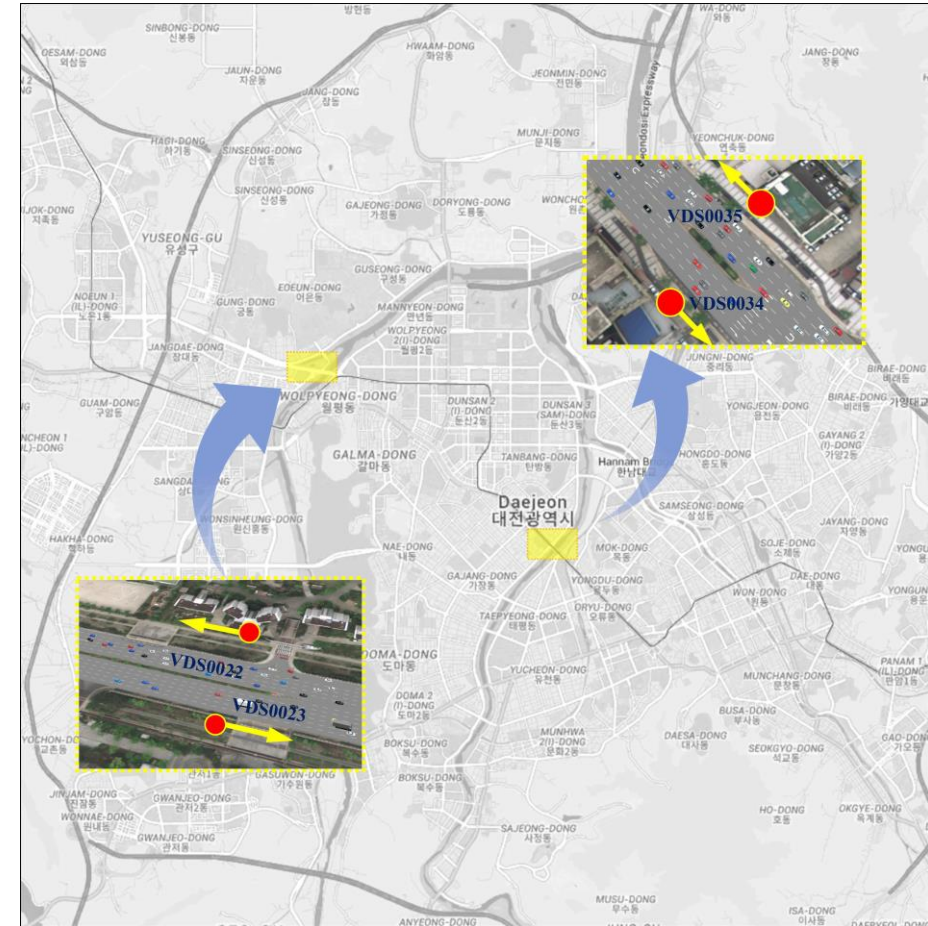 방현동
WA-DONG
와동
SINBONG-DONG
신봉동
OESAM-DONG
외삼동
HWAAM-DONG
화암동
JANG-DONG
장동
JAUN-DONG
자운동
JEONMIN-DONG
전민동
JANG-DONG
장동
HAGI-DONG
하기동
SINSEONG-DONG
신성동
MUNJI-DONG
문지동
YEONCHUK-DONG
연축동
SINSEONG-DONG
신성동
GAJEONG-DONG
가정동
DORYONG-DONG
도룡동
VDS0035
YUSEONG-GU
유성구
GUSEONG-DONG
구성동
EOEUN-DONG
어은동
NOEUN 1
(IL)-DONG
노은1동
GUNG-DONG
궁동
MANNYEON-DONG
만년동
VDS0034
WOLPYEONG
2(I)-DONG
월평2동
JANGDAE-DONG
장대동
JUNGNI-DONG
중리동
BIRAE-DONG
비래동
WOLPYEONG-DONG
월평동
GUAM-DONG
구암동
DUNSAN 2
(I)-DONG
둔산2동
DUNSAN 3
(SAM)-DONG
둔산3동
YONGJEON-DONG
용전동
BIRAE-DONG
비래동
가양대교
GALMA-DONG
갈마동
TANBANG-DONG
탄방동
HONGDO-DONG
홍도동
GAYANG 2
(I)-DONG
가양2동
Daejeon
대전광역시
SAMSEONG-DONG
삼성동
WONSINHEUNG-DONG
원신흥동
JAYANG-DONG
자양동
HAKHA-DONG
학하동
NAE-DONG
내동
MOK-DONG
목동
SOJE-DONG
소제동
GAJANG-DONG
가장동
YONGDU-DONG
용두동
DAE-DONG
대동
WON-DONG
원동
TAEPYEONG-DONG
태평동
ORYU-DONG
오류동
VDS0022
DOMA-DONG
도마동
YUCHEON-DONG
유천동
PANAM 1
(IL)-DONG
판암1동
MUNCHANG-DONG
문창동
VDS0023
DOMA 2
(I)-DONG
도마2동
BUSA-DONG
부사동
MUNHWA
2(I)-DONG
문화2동
DAESA-DONG
대사동
BOKSU-DONG
복수동
SEOKGYO-DONG
석교동
관저1동
GASUWON-DONG
가수원동
BOKSU-DONG
복수동
JINJAM-DONG
진잠동
GWANJEO-DONG
관저2동
WONNAE-DONG
원내동
HO-DONG
호동
OKGYE-DONG
옥계동
GWANJEO-DONG
관저동
SAJEONG-DONG
사정동
MUSU-DONG
무수동
ISA-DONG
이사동
ANYEONG-DONG